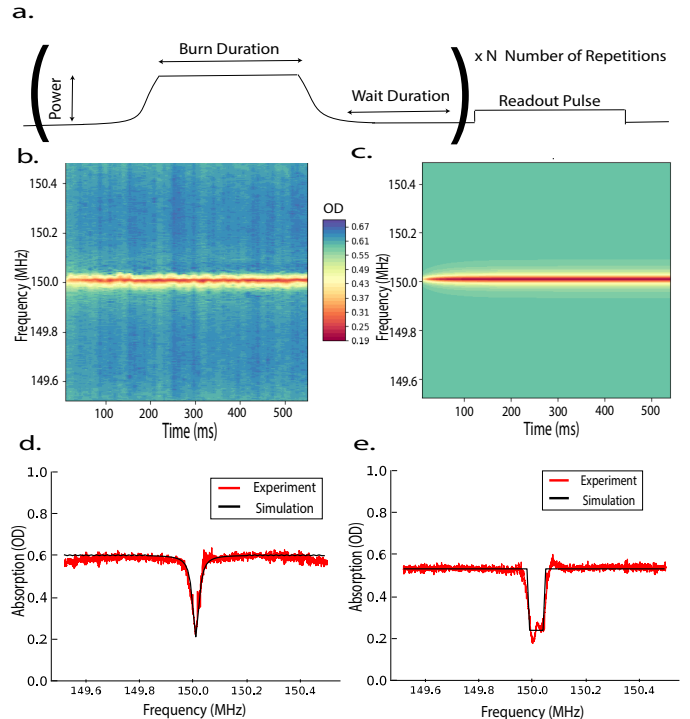 a.
Burn Duration
x N Number of Repetitions
Power
Wait Duration
Readout Pulse
b.
c.
150.4
150.2
150.0
149.8
149.6
Frequency (MHz)
100 200 300 400 500
Time (ms)
OD
0.67
0.61
0.55
0.49
0.43
0.37
0.31
0.25
0.19
150.4
150.2
150.0
149.8
149.6
Frequency (MHz)
100 200 300 400 500
Time (ms)
d.
1.0
0.8
0.6
0.4
0.2
0.0
Absorption (OD)
Experiment
Simulation
149.6 149.8 150.0 150.2 150.4
Frequency (MHz)
e.
1.0
0.8
0.6
0.4
0.2
0.0
Absorption (OD)
Experiment
Simulation
149.6 149.8 150.0 150.2 150.4
Frequency (MHz)